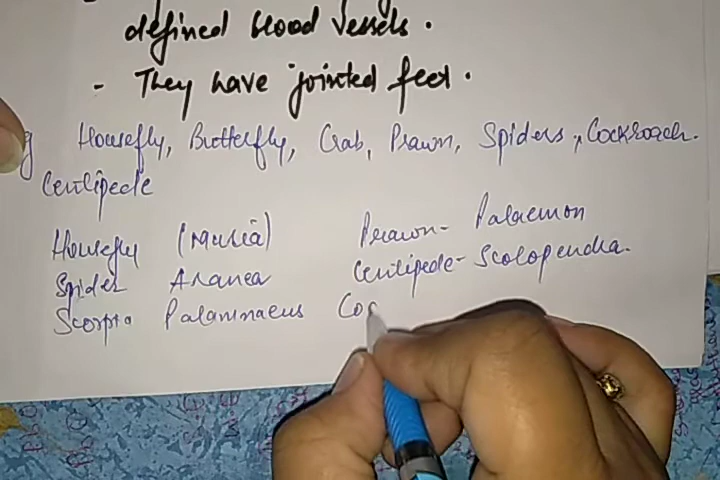 defined blood vessels.
- They have jointed feet.
g Housefly, Butterfly, Crab, Prawn, Spiders, Cockroach.
Centipede
Housefly (Musca) Prawn- Palaemon
Spider Aranea Centipede- Scolopendra.
Scorpio Palamnaeus Coc